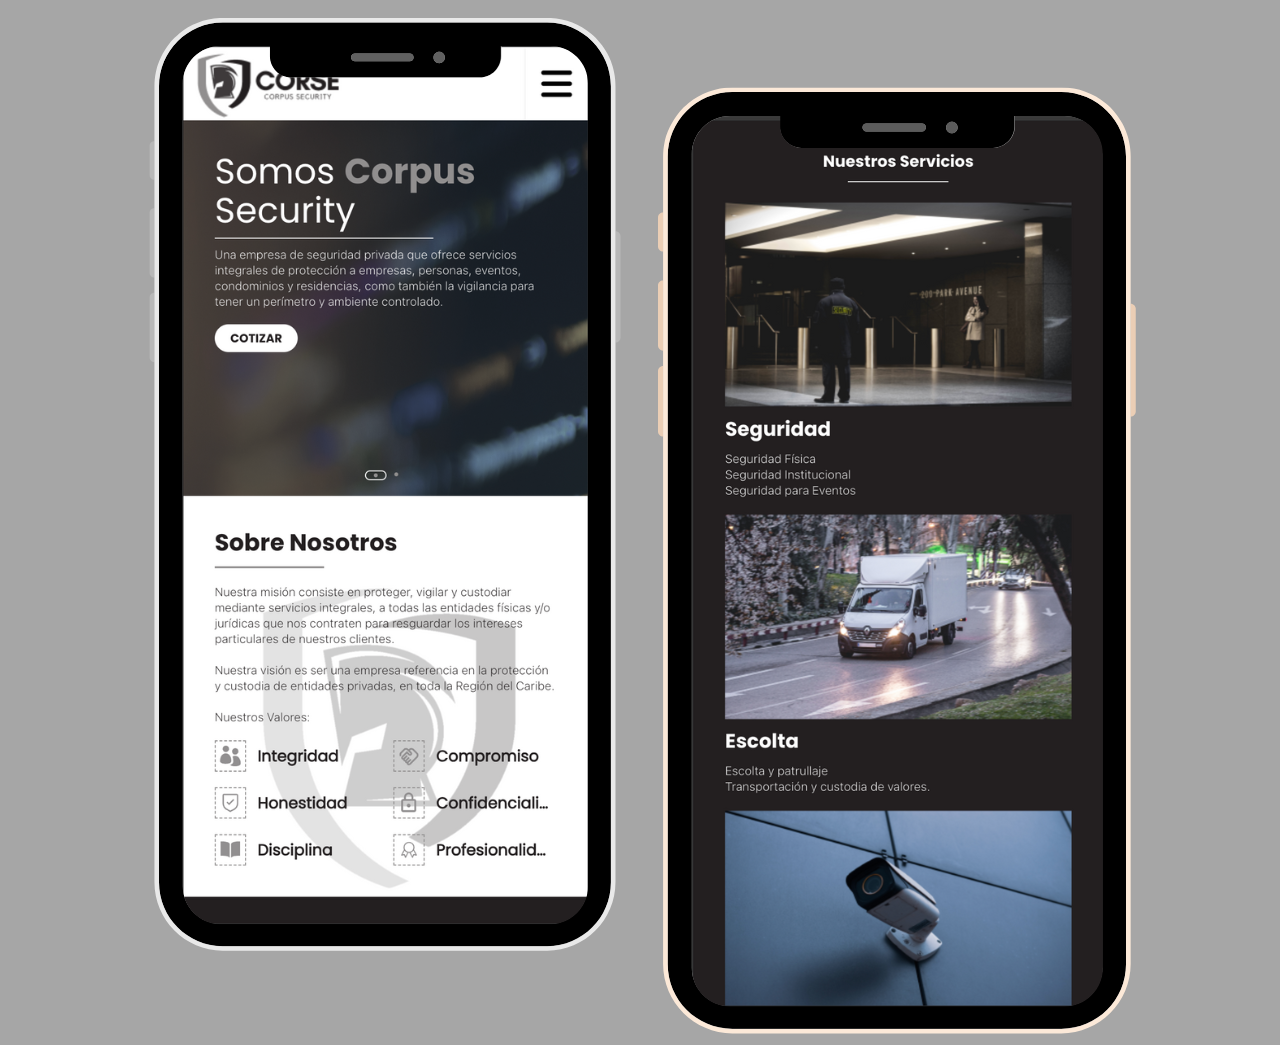 CORSE
CORPUS SECURITY
Somos Corpus
Security
Una empresa de seguridad privada que ofrece servicios
integrales de protección a empresas, personas, eventos,
condominios y residencias, como también la vigilancia para
tener un perímetro y ambiente controlado.
COTIZAR
Sobre Nosotros
Nuestra misión consiste en proteger, vigilar y custodiar
mediante servicios integrales, a todas las entidades físicas y/o
jurídicas que nos contraten para resguardar los intereses
particulares de nuestros clientes.
Nuestra visión es ser una empresa referencia en la protección
y custodia de entidades privadas, en toda la Región del Caribe.
Nuestros Valores:
Integridad
Compromiso
Honestidad
Confidenciali...
Disciplina
Profesionalid...
Nuestros Servicios
PARK AVENUE
Seguridad
Seguridad Física
Seguridad Institucional
Seguridad para Eventos
Escolta
Escolta y patrullaje
Transportación y custodia de valores.